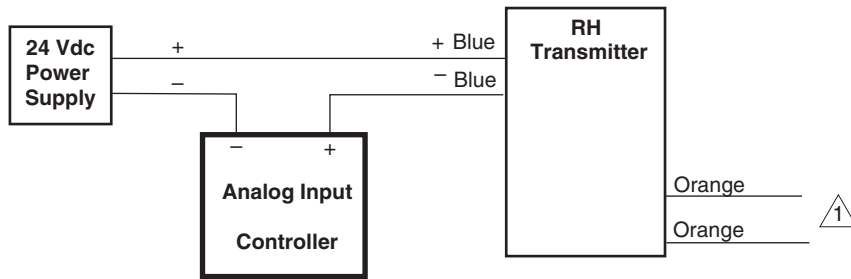 24 Vdc
Power
Supply
+
–
+ Blue
– Blue
RH
Transmitter
– +
Analog Input
Controller
Orange
Orange
1